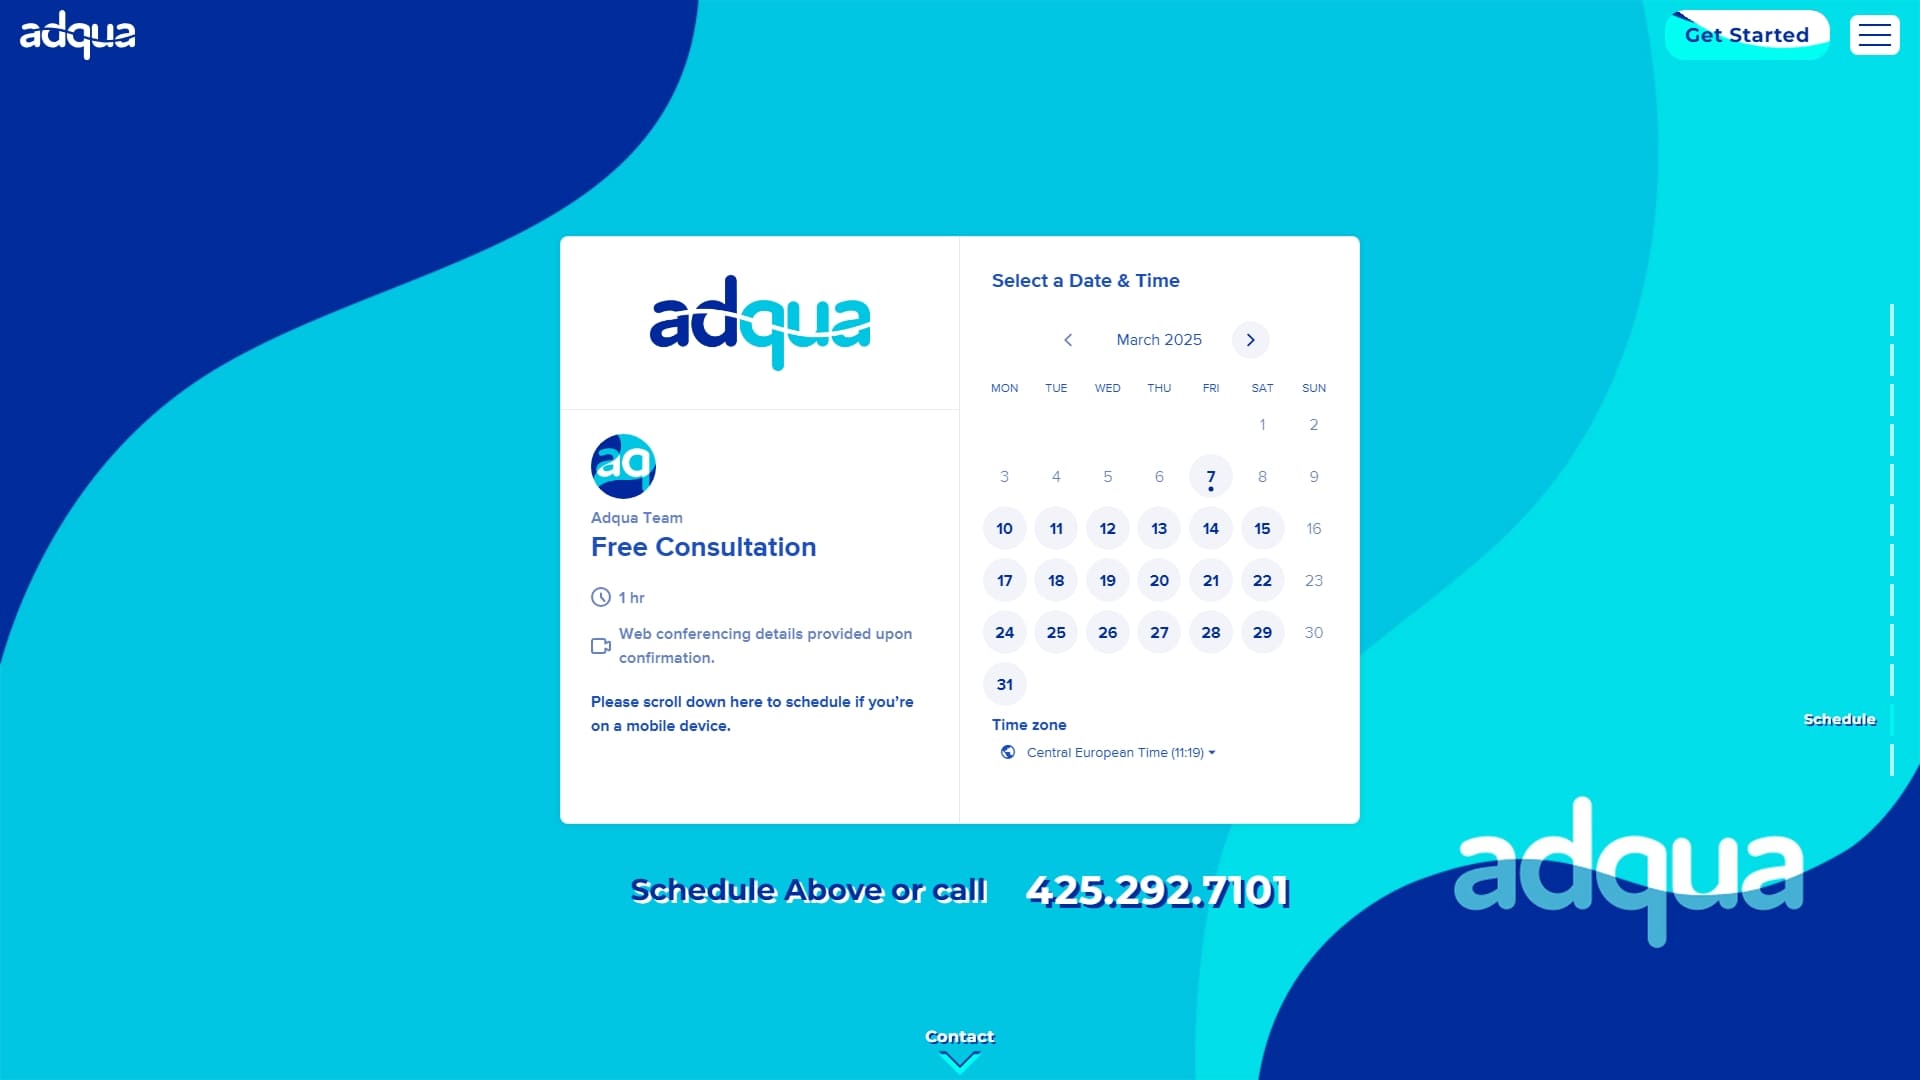 adqua
Get Started
adqua
aq
Adqua Team
Free Consultation
1 hr
Web conferencing details provided upon
confirmation.
Please scroll down here to schedule if you're
on a mobile device.
Select a Date & Time
March 2025
MON TUE WED THU FRI SAT SUN
1 2
3 4 5 6 7 8 9
10 11 12 13 14 15 16
17 18 19 20 21 22 23
24 25 26 27 28 29 30
31
Time zone
Central European Time (11:19)
Schedule
adqua
Schedule Above or call 425.292.7101
Contact